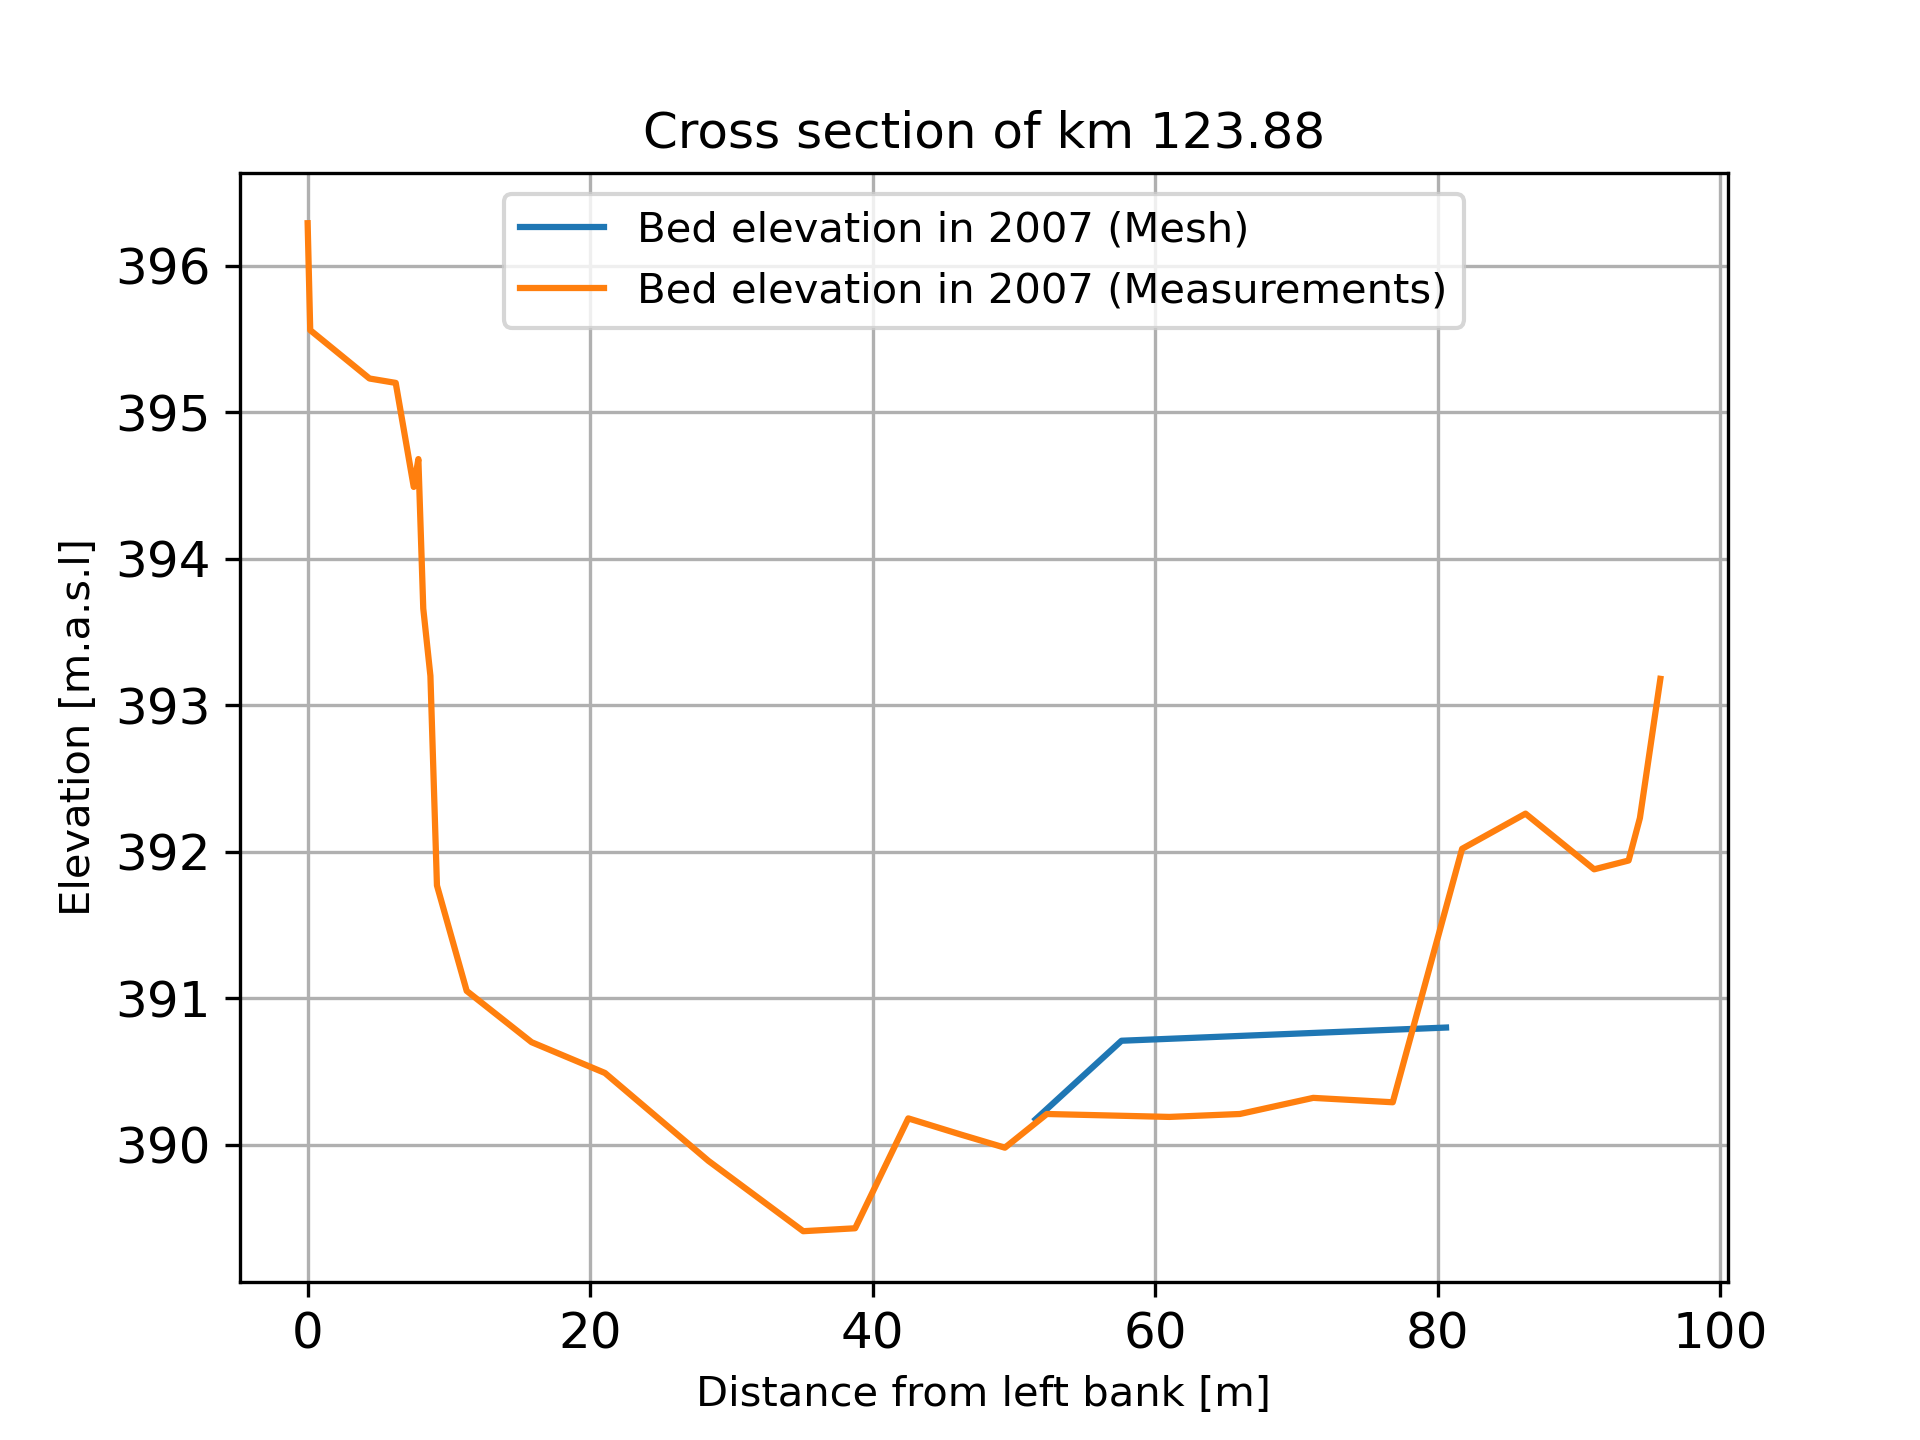 Cross section of km 123.88
Bed elevation in 2007 (Mesh)
Bed elevation in 2007 (Measurements)
396
395
394
393
392
391
390
Elevation [m.a.s.l]
0 20 40 60 80 100
Distance from left bank [m]